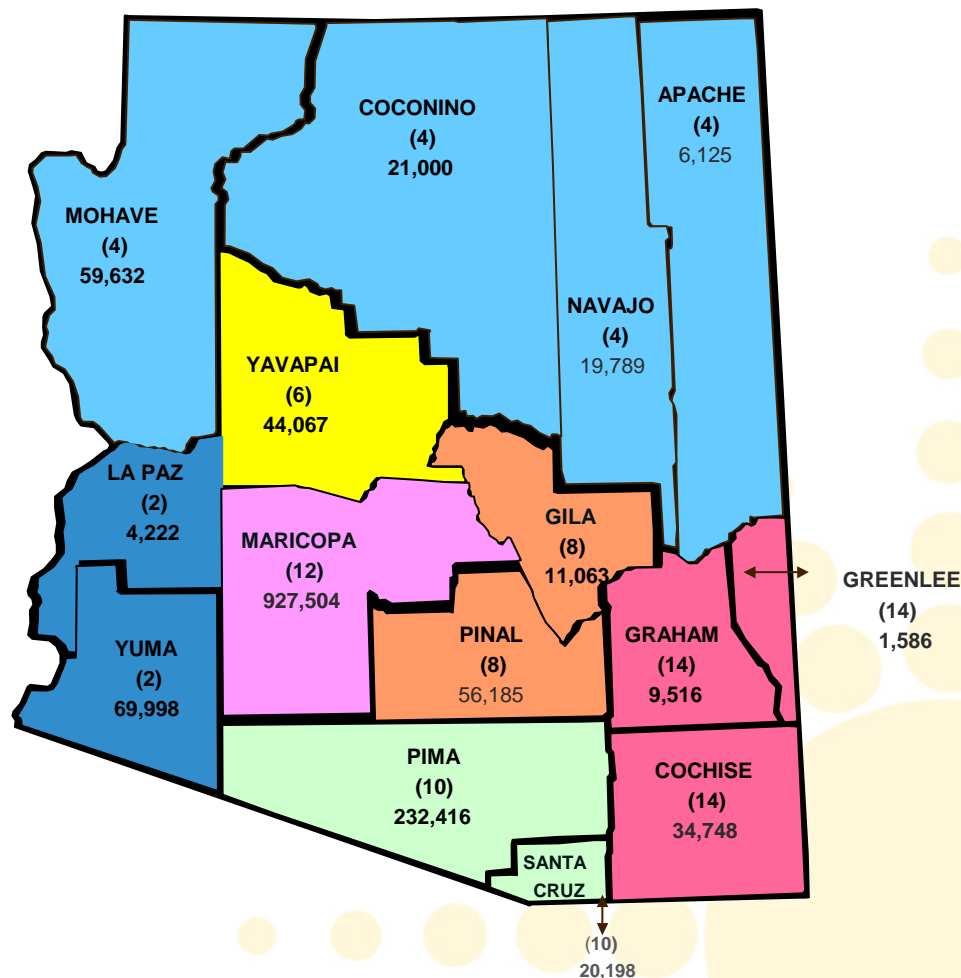 COCONINO
(4)
21,000
APACHE
(4)
6,125
MOHAVE
(4)
59,632
NAVAJO
(4)
19,789
YAVAPAI
(6)
44,067
LA PAZ
(2)
4,222
MARICOPA
(12)
927,504
GILA
(8)
11,063
GREENLEE
(14)
1,586
YUMA
(2)
69,998
PINAL
(8)
56,185
GRAHAM
(14)
9,516
PIMA
(10)
232,416
COCHISE
(14)
34,748
SANTA
CRUZ
(10)
20,198